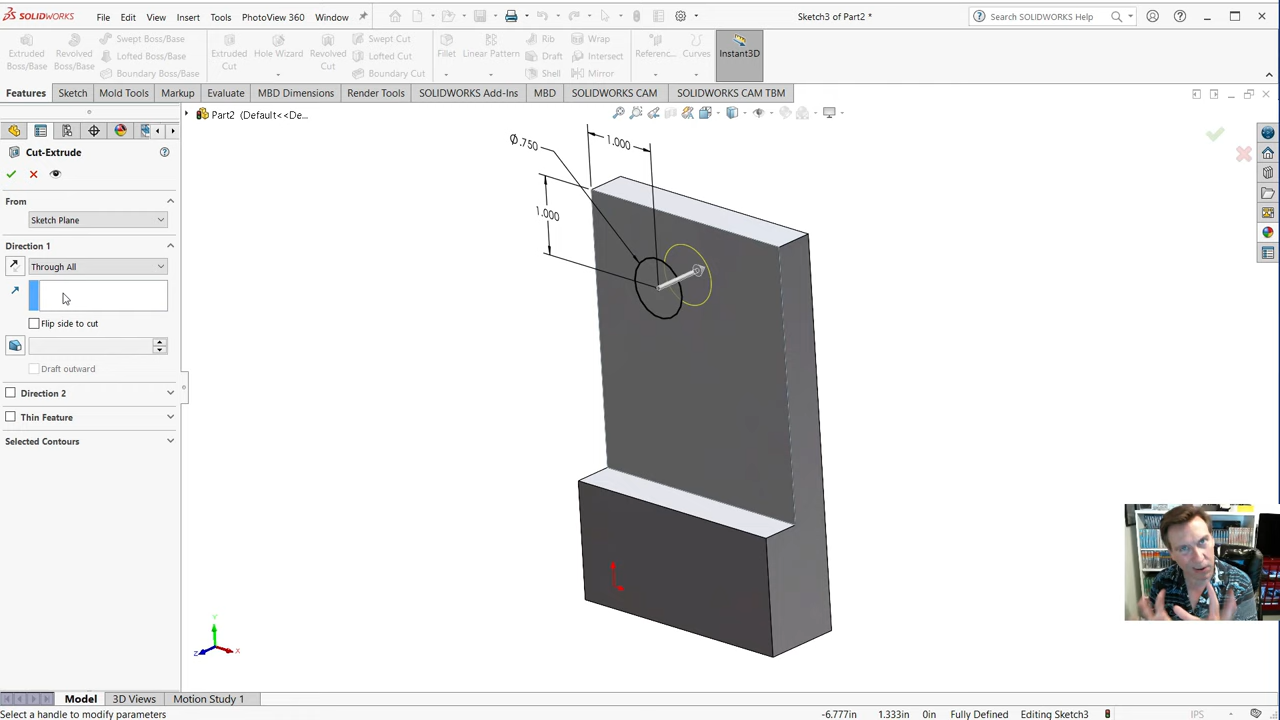 SOLIDWORKS File Edit View Insert Tools PhotoView 360 Window Sketch3 of Part2 * Search SOLIDWORKS Help
Extruded Boss/Base
Revolved Boss/Base
Swept Boss/Base
Lofted Boss/Base
Boundary Boss/Base
Extruded Cut
Hole Wizard
Revolved Cut
Swept Cut
Lofted Cut
Boundary Cut
Fillet
Linear Pattern
Rib
Draft
Shell
Wrap
Intersect
Mirror
Referenc...
Curves
Instant3D
Features Sketch Mold Tools Markup Evaluate MBD Dimensions Render Tools SOLIDWORKS Add-Ins MBD SOLIDWORKS CAM SOLIDWORKS CAM TBM
Part2 (Default<<De...
Cut-Extrude
From
Sketch Plane
Direction 1
Through All
Flip side to cut
Draft outward
Direction 2
Thin Feature
Selected Contours
Ø.750
1.000
1.000
Y
Z
X
Model 3D Views Motion Study 1
Select a handle to modify parameters -6.777in 1.333in 0in Fully Defined Editing Sketch3 IPS